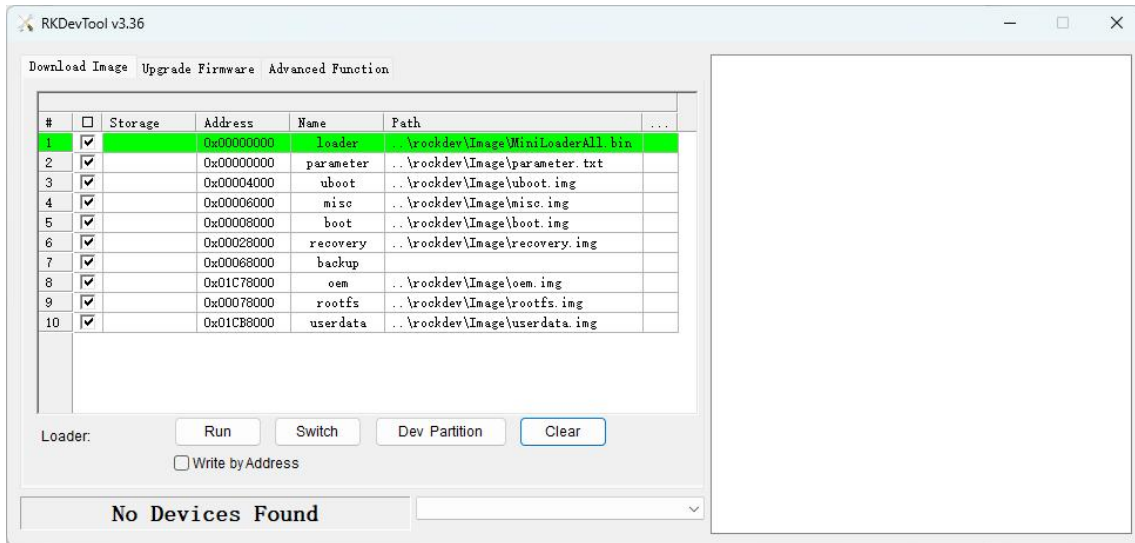 RKDevTool v3.36
Download Image Upgrade Firmware Advanced Function
# Storage Address Name Path ...
1 0x00000000 loader ..\rockdev\Image\MiniLoaderAll.bin
2 0x00000000 parameter ..\rockdev\Image\parameter.txt
3 0x00004000 uboot ..\rockdev\Image\uboot.img
4 0x00006000 misc ..\rockdev\Image\misc.img
5 0x00008000 boot ..\rockdev\Image\boot.img
6 0x00028000 recovery ..\rockdev\Image\recovery.img
7 0x00068000 backup
8 0x01C78000 oem ..\rockdev\Image\oem.img
9 0x00078000 rootfs ..\rockdev\Image\rootfs.img
10 0x01CB8000 userdata ..\rockdev\Image\userdata.img
Loader: Run Switch Dev Partition Clear
Write by Address
No Devices Found